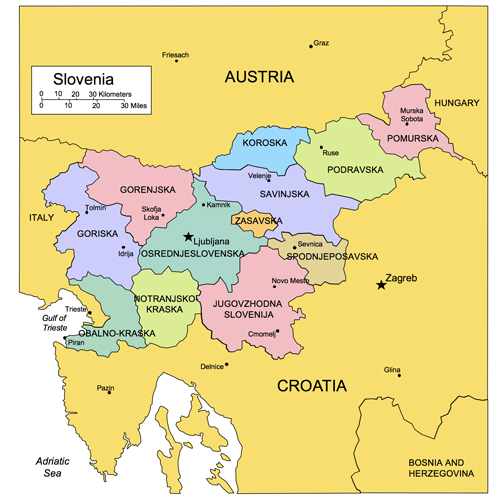 Graz
Friesach
AUSTRIA
Slovenia
0 10 20 30 Kilometers
0 10 30 Miles
HUNGARY
Murska
Sobota
POMURSKA
KOROSKA
Ruse
PODRAVSKA
Velenje
GORENJSKA
SAVINJSKA
Kamnik
Tolmin
Skofja
Loka
ITALY
ZASAVSKA
GORISKA
Ljubljana
Idrija
OSREDNJESLOVENSKA
Sevnica
SPODNJEPOSAVSKA
Zagreb
NOTRANJSKO
KRASKA
Novo Mesto
JUGOVZHODNA
SLOVENIJA
Trieste
Gulf of
Trieste
OBALNO-KRASKA
Piran
Crnomelj
Delnice
Glina
CROATIA
Pazin
Adriatic
Sea
BOSNIA AND
HERZEGOVINA